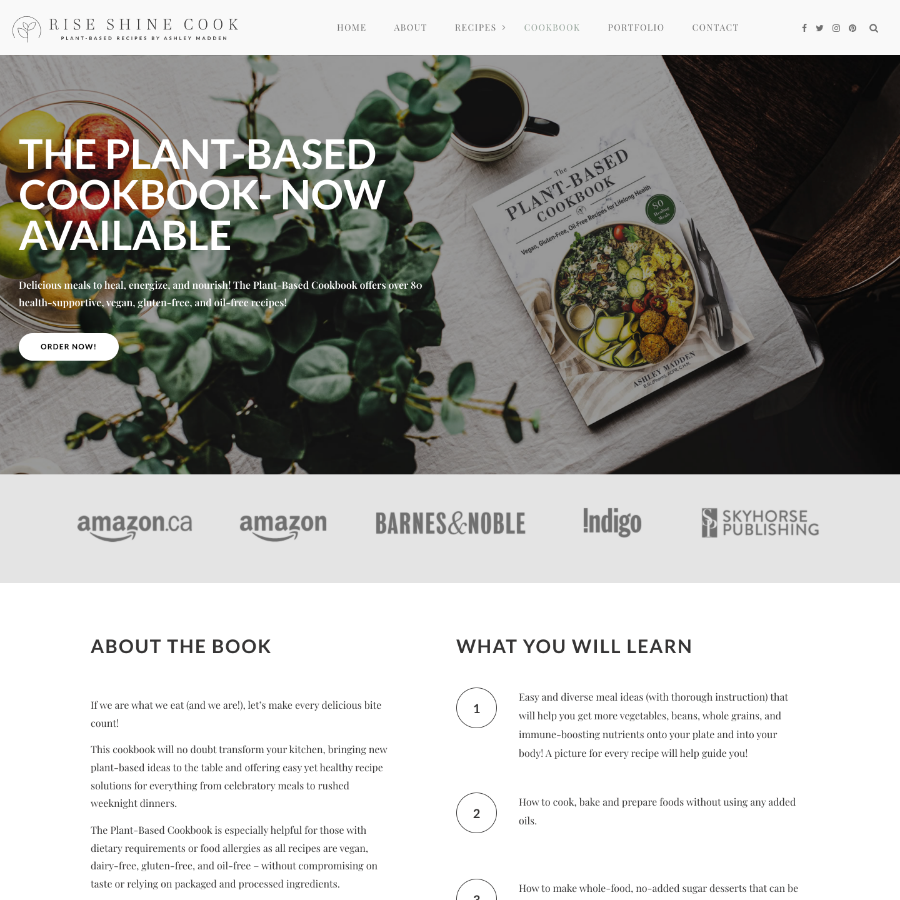 RISE SHINE COOK
PLANT-BASED RECIPES BY ASHLEY MADDEN
HOME ABOUT RECIPES COOKBOOK PORTFOLIO CONTACT
THE PLANT-BASED
COOKBOOK- NOW
AVAILABLE
Delicious meals to heal, energize, and nourish! The Plant-Based Cookbook offers over 80
health-supportive, vegan, gluten-free, and oil-free recipes!
ORDER NOW!
The
PLANT-BASED
COOKBOOK
Vegan, Gluten-Free, Oil-Free Recipes for Lifelong Health
ASHLEY MADDEN
amazon.ca amazon BARNES&NOBLE !ndigo SKYHORSE
PUBLISHING
ABOUT THE BOOK
If we are what we eat (and we are!), let's make every delicious bite
count!
This cookbook will no doubt transform your kitchen, bringing new
plant-based ideas to the table and offering easy yet healthy recipe
solutions for everything from celebratory meals to rushed
weeknight dinners.
The Plant-Based Cookbook is especially helpful for those with
dietary requirements or food allergies as all recipes are vegan,
dairy-free, gluten-free, and oil-free – without compromising on
taste or relying on packaged and processed ingredients.
WHAT YOU WILL LEARN
1
Easy and diverse meal ideas (with thorough instruction) that
will help you get more vegetables, beans, whole grains, and
immune-boosting nutrients onto your plate and into your
body! A picture for every recipe will help guide you!
2
How to cook, bake and prepare foods without using any added
oils.
3
How to make whole-food, no-added sugar desserts that can be